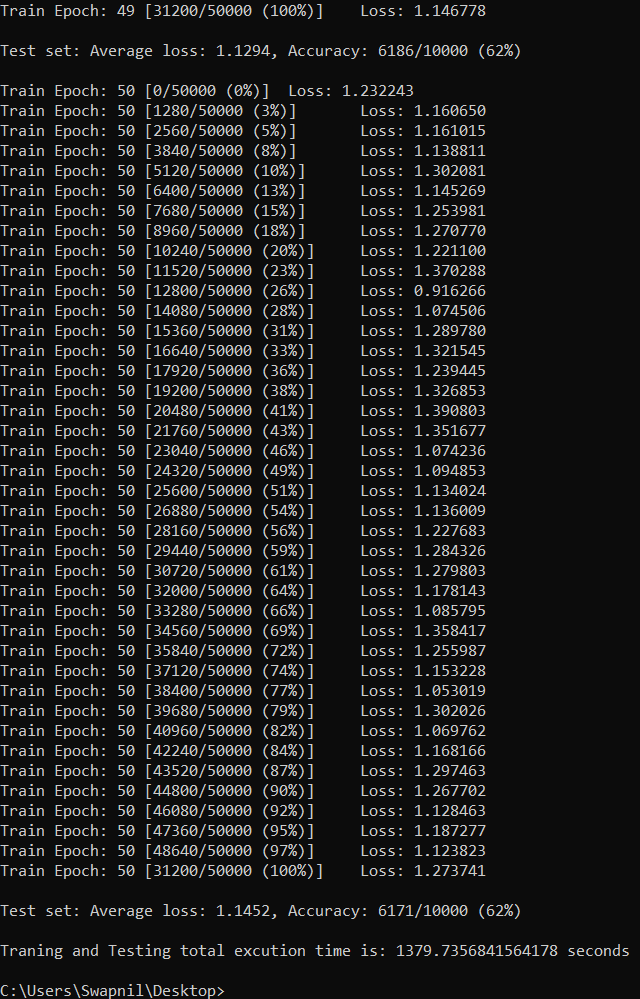 Train Epoch: 49 [31200/50000 (100%)]    Loss: 1.146778
Test set: Average loss: 1.1294, Accuracy: 6186/10000 (62%)
Train Epoch: 50 [0/50000 (0%)]  Loss: 1.232243
Train Epoch: 50 [1280/50000 (3%)]       Loss: 1.160650
Train Epoch: 50 [2560/50000 (5%)]       Loss: 1.161015
Train Epoch: 50 [3840/50000 (8%)]       Loss: 1.138811
Train Epoch: 50 [5120/50000 (10%)]      Loss: 1.302081
Train Epoch: 50 [6400/50000 (13%)]      Loss: 1.145269
Train Epoch: 50 [7680/50000 (15%)]      Loss: 1.253981
Train Epoch: 50 [8960/50000 (18%)]      Loss: 1.270770
Train Epoch: 50 [10240/50000 (20%)]     Loss: 1.221100
Train Epoch: 50 [11520/50000 (23%)]     Loss: 1.370288
Train Epoch: 50 [12800/50000 (26%)]     Loss: 0.916266
Train Epoch: 50 [14080/50000 (28%)]     Loss: 1.074506
Train Epoch: 50 [15360/50000 (31%)]     Loss: 1.289780
Train Epoch: 50 [16640/50000 (33%)]     Loss: 1.321545
Train Epoch: 50 [17920/50000 (36%)]     Loss: 1.239445
Train Epoch: 50 [19200/50000 (38%)]     Loss: 1.326853
Train Epoch: 50 [20480/50000 (41%)]     Loss: 1.390803
Train Epoch: 50 [21760/50000 (43%)]     Loss: 1.351677
Train Epoch: 50 [23040/50000 (46%)]     Loss: 1.074236
Train Epoch: 50 [24320/50000 (49%)]     Loss: 1.094853
Train Epoch: 50 [25600/50000 (51%)]     Loss: 1.134024
Train Epoch: 50 [26880/50000 (54%)]     Loss: 1.136009
Train Epoch: 50 [28160/50000 (56%)]     Loss: 1.227683
Train Epoch: 50 [29440/50000 (59%)]     Loss: 1.284326
Train Epoch: 50 [30720/50000 (61%)]     Loss: 1.279803
Train Epoch: 50 [32000/50000 (64%)]     Loss: 1.178143
Train Epoch: 50 [33280/50000 (66%)]     Loss: 1.085795
Train Epoch: 50 [34560/50000 (69%)]     Loss: 1.358417
Train Epoch: 50 [35840/50000 (72%)]     Loss: 1.255987
Train Epoch: 50 [37120/50000 (74%)]     Loss: 1.153228
Train Epoch: 50 [38400/50000 (77%)]     Loss: 1.053019
Train Epoch: 50 [39680/50000 (79%)]     Loss: 1.302026
Train Epoch: 50 [40960/50000 (82%)]     Loss: 1.069762
Train Epoch: 50 [42240/50000 (84%)]     Loss: 1.168166
Train Epoch: 50 [43520/50000 (87%)]     Loss: 1.297463
Train Epoch: 50 [44800/50000 (90%)]     Loss: 1.267702
Train Epoch: 50 [46080/50000 (92%)]     Loss: 1.128463
Train Epoch: 50 [47360/50000 (95%)]     Loss: 1.187277
Train Epoch: 50 [48640/50000 (97%)]     Loss: 1.123823
Train Epoch: 50 [31200/50000 (100%)]    Loss: 1.273741
Test set: Average loss: 1.1452, Accuracy: 6171/10000 (62%)
Traning and Testing total excution time is: 1379.7356841564178 seconds
C:\Users\Swapnil\Desktop>